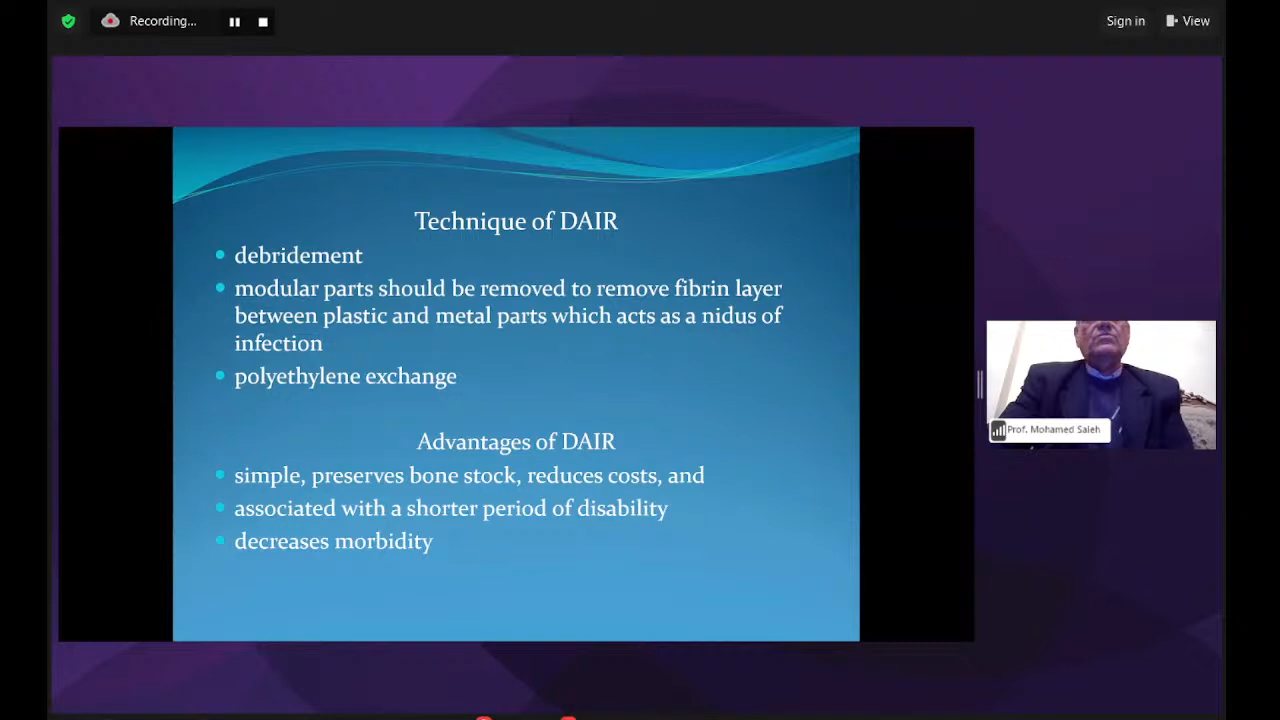 Recording...
Sign in
View
Technique of DAIR
debridement
modular parts should be removed to remove fibrin layer
between plastic and metal parts which acts as a nidus of
infection
polyethylene exchange
Advantages of DAIR
simple, preserves bone stock, reduces costs, and
associated with a shorter period of disability
decreases morbidity
Prof. Mohamed Saleh